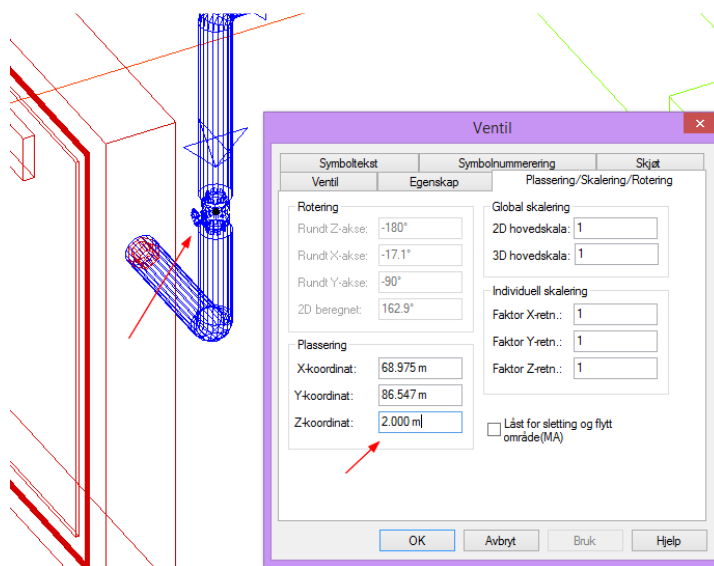 Ventil
Symboltekst
Symbolnummerering
Skjøt
Ventil
Egenskap
Plassering/Skalering/Rotering
Rotering
Rundt Z-akse: -180°
Rundt X-akse: -17.1°
Rundt Y-akse: -90°
2D beregnet: 162.9°
Plassering
X-koordinat: 68.975 m
Y-koordinat: 86.547 m
Z-koordinat: 2.000 m
Global skalering
2D hovedskala: 1
3D hovedskala: 1
Individuell skalering
Faktor X-retn.: 1
Faktor Y-retn.: 1
Faktor Z-retn.: 1
Låst for sletting og flytt
område(MA)
OK
Avbryt
Bruk
Hjelp